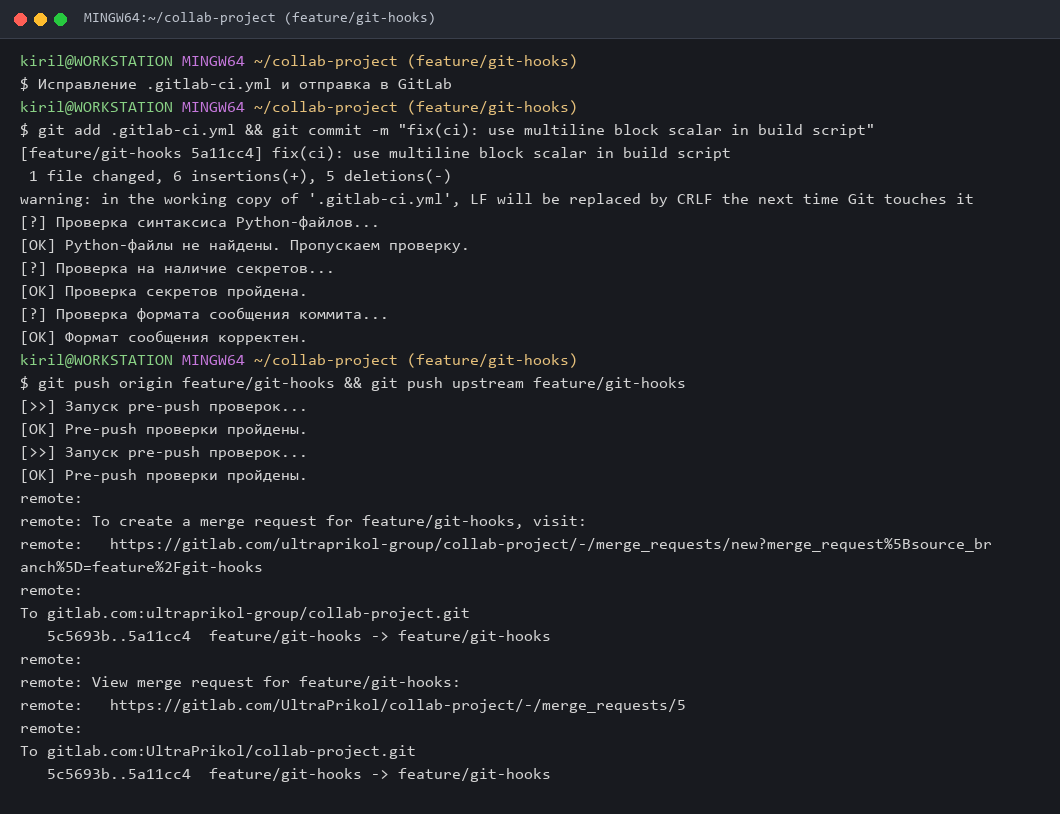 MINGW64:~/collab-project (feature/git-hooks)
kiril@WORKSTATION MINGW64 ~/collab-project (feature/git-hooks)
$ Исправление .gitlab-ci.yml и отправка в GitLab
kiril@WORKSTATION MINGW64 ~/collab-project (feature/git-hooks)
$ git add .gitlab-ci.yml && git commit -m "fix(ci): use multiline block scalar in build script"
[feature/git-hooks 5a11cc4] fix(ci): use multiline block scalar in build script
 1 file changed, 6 insertions(+), 5 deletions(-)
warning: in the working copy of '.gitlab-ci.yml', LF will be replaced by CRLF the next time Git touches it
[?] Проверка синтаксиса Python-файлов...
[OK] Python-файлы не найдены. Пропускаем проверку.
[?] Проверка на наличие секретов...
[OK] Проверка секретов пройдена.
[?] Проверка формата сообщения коммита...
[OK] Формат сообщения корректен.
kiril@WORKSTATION MINGW64 ~/collab-project (feature/git-hooks)
$ git push origin feature/git-hooks && git push upstream feature/git-hooks
[>>] Запуск pre-push проверок...
[OK] Pre-push проверки пройдены.
[>>] Запуск pre-push проверок...
[OK] Pre-push проверки пройдены.
remote:
remote: To create a merge request for feature/git-hooks, visit:
remote:   https://gitlab.com/ultraprikol-group/collab-project/-/merge_requests/new?merge_request%5Bsource_br
anch%5D=feature%2Fgit-hooks
remote:
To gitlab.com:ultraprikol-group/collab-project.git
   5c5693b..5a11cc4  feature/git-hooks -> feature/git-hooks
remote:
remote: View merge request for feature/git-hooks:
remote:   https://gitlab.com/UltraPrikol/collab-project/-/merge_requests/5
remote:
To gitlab.com:UltraPrikol/collab-project.git
   5c5693b..5a11cc4  feature/git-hooks -> feature/git-hooks